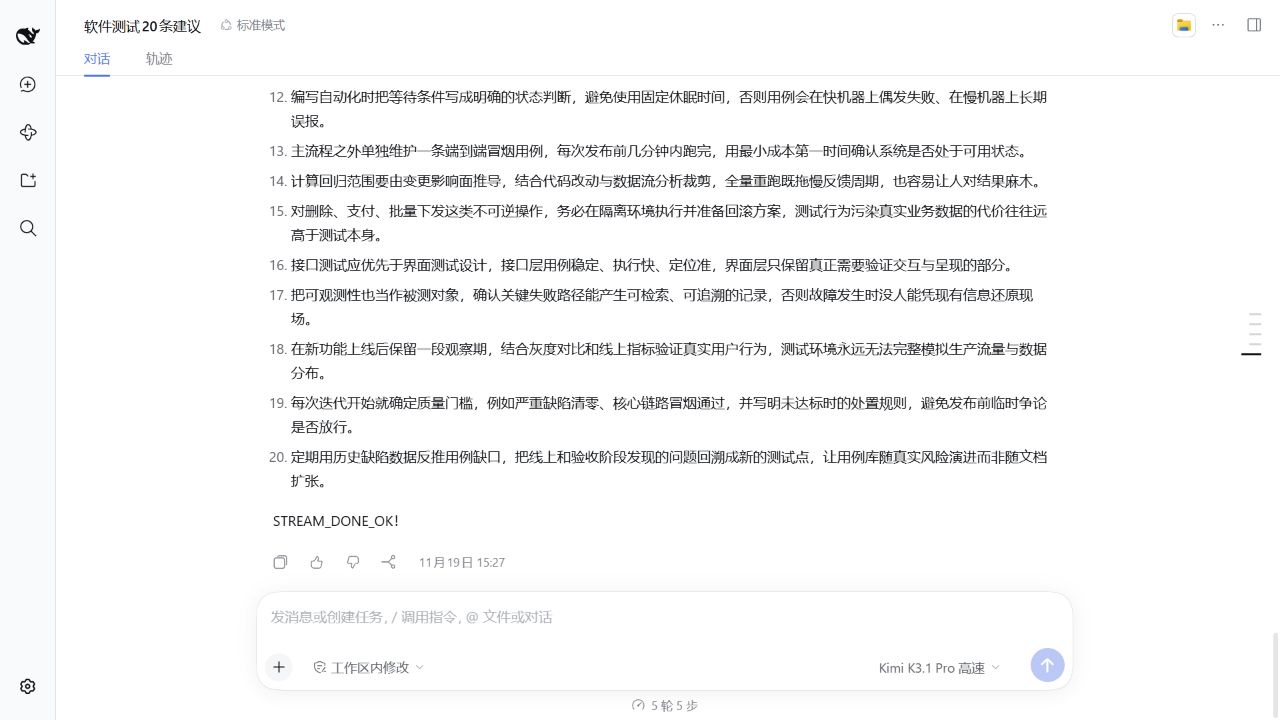 软件测试20条建议
标准模式
对话
轨迹
12. 编写自动化时把等待条件写成明确的状态判断，避免使用固定休眠时间，否则用例会在快机器上偶发失败、在慢机器上长期
误报。
13. 主流程之外单独维护一条端到端冒烟用例，每次发布前几分钟内跑完，用最小成本第一时间确认系统是否处于可用状态。
14. 计算回归范围要由变更影响面推导，结合代码改动与数据流分析裁剪，全量重跑既拖慢反馈周期，也容易让人对结果麻木。
15. 对删除、支付、批量下发这类不可逆操作，务必在隔离环境执行并准备回滚方案，测试行为污染真实业务数据的代价往往远
高于测试本身。
16. 接口测试应优先于界面测试设计，接口层用例稳定、执行快、定位准，界面层只保留真正需要验证交互与呈现的部分。
17. 把可观测性也当作被测对象，确认关键失败路径能产生可检索、可追溯的记录，否则故障发生时没人能凭现有信息还原现
场。
18. 在新功能上线后保留一段观察期，结合灰度对比和线上指标验证真实用户行为，测试环境永远无法完整模拟生产流量与数据
分布。
19. 每次迭代开始就确定质量门槛，例如严重缺陷清零、核心链路冒烟通过，并写明未达标时的处置规则，避免发布前临时争论
是否放行。
20. 定期用历史缺陷数据反推用例缺口，把线上和验收阶段发现的问题回溯成新的测试点，让用例库随真实风险演进而非随文档
扩张。
STREAM_DONE_OK!
11月19日 15:27
发消息或创建任务, / 调用指令, @ 文件或对话
工作区内修改
Kimi K3.1 Pro 高速
5 轮 5 步